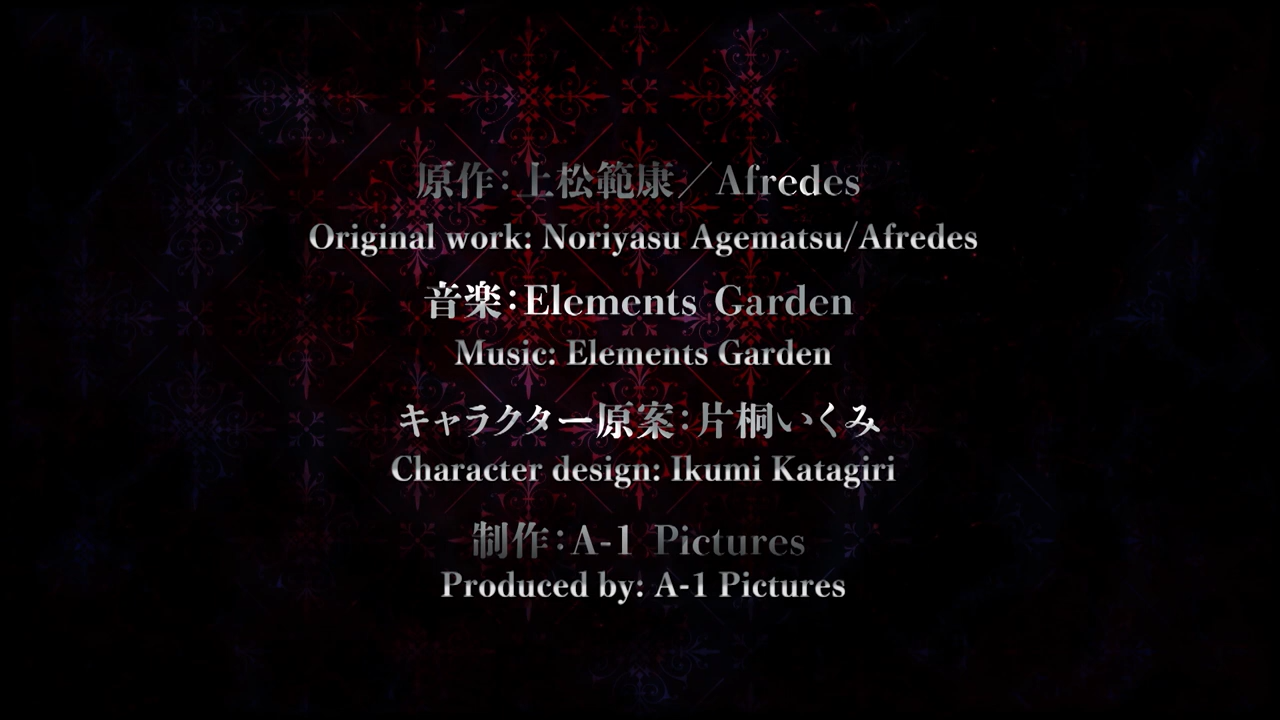 原作：上松範康／Afredes
Original work: Noriyasu Agematsu/Afredes
音楽：Elements Garden
Music: Elements Garden
キャラクター原案：片桐いくみ
Character design: Ikumi Katagiri
制作：A-1 Pictures
Produced by: A-1 Pictures